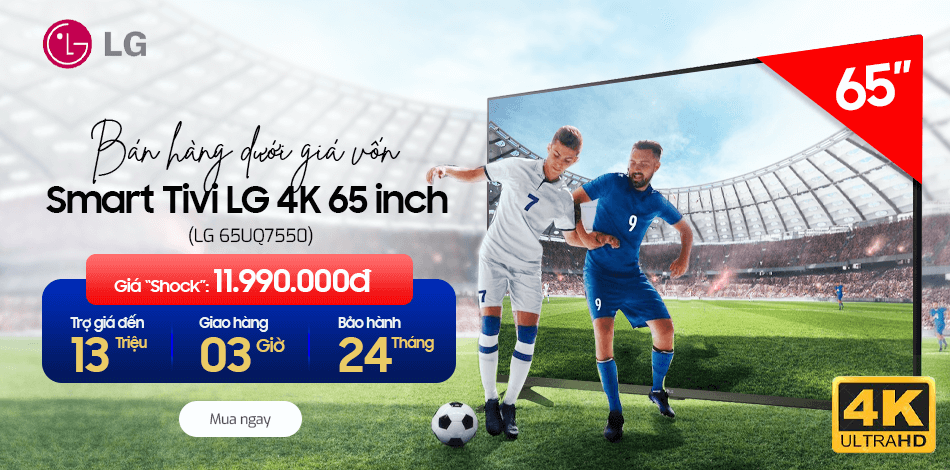 LG
65"
Bán hàng dưới giá vốn
Smart Tivi LG 4K 65 inch
(LG 65UQ7550)
Giá "Shock": 11.990.000đ
Trợ giá đến
13 Triệu
Giao hàng
03 Giờ
Bảo hành
24 Tháng
Mua ngay
7
7
9
9
4K
ULTRAHD